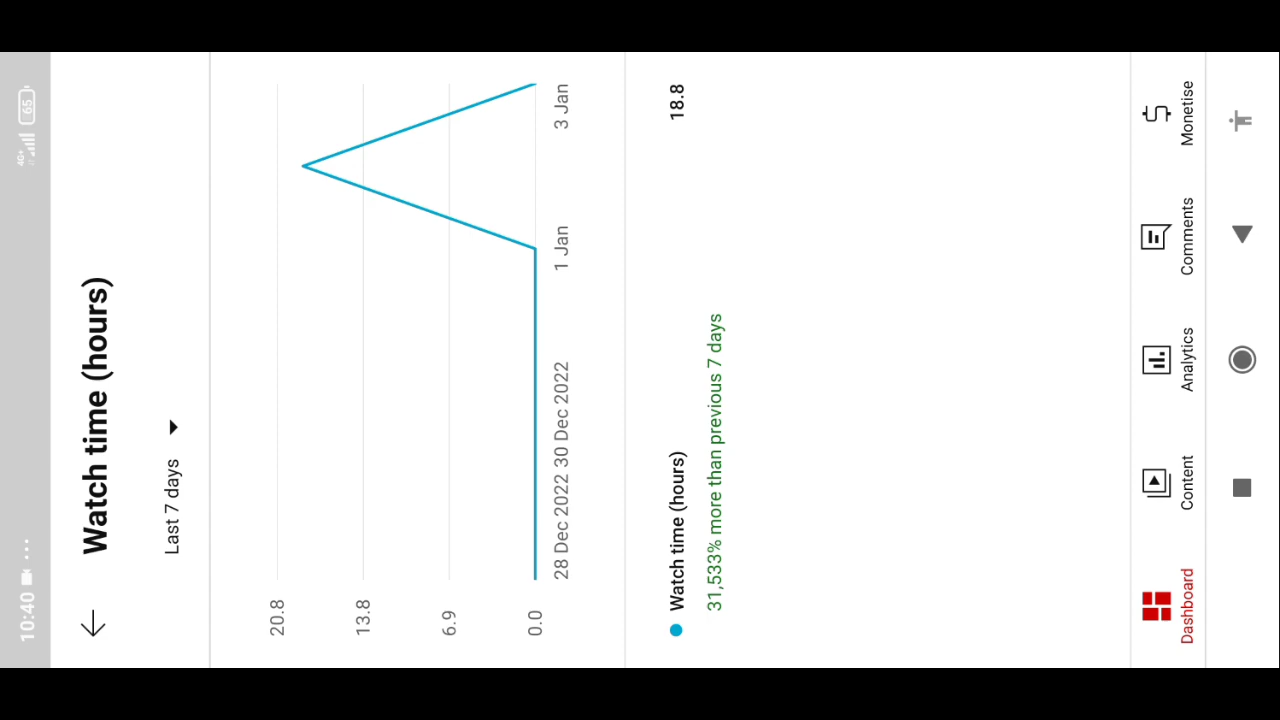 10:40
4G+
65
Watch time (hours)
Last 7 days
20.8
13.8
6.9
0.0
28 Dec 2022 30 Dec 2022 1 Jan 3 Jan
Watch time (hours) 18.8
31,533% more than previous 7 days
Dashboard Content Analytics Comments Monetise